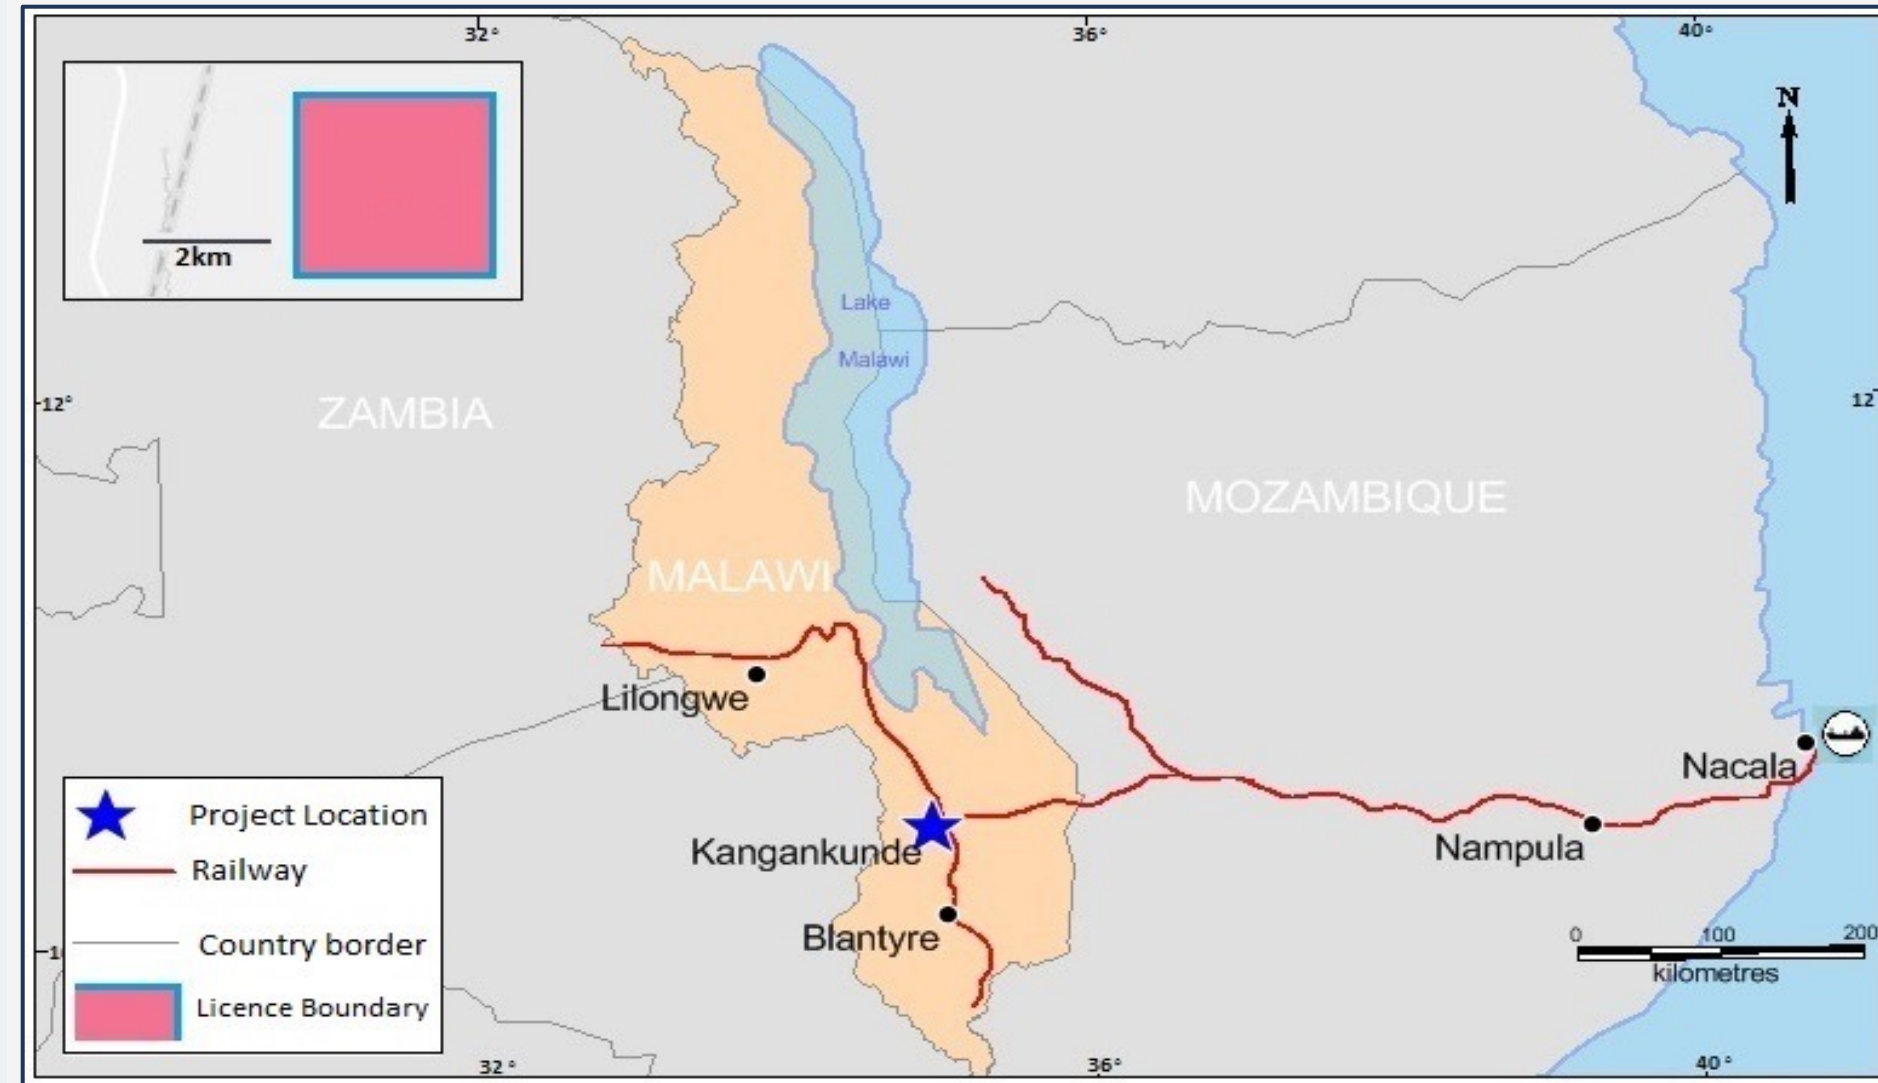 32°
36°
40°
N
2km
Lake
Malawi
12°
12
ZAMBIA
MOZAMBIQUE
MALAWI
Lilongwe
Nacala
Project Location
Kangankunde
Nampula
Railway
Blantyre
Country border
0 100 200
kilometres
Licence Boundary
32°
36°
40°